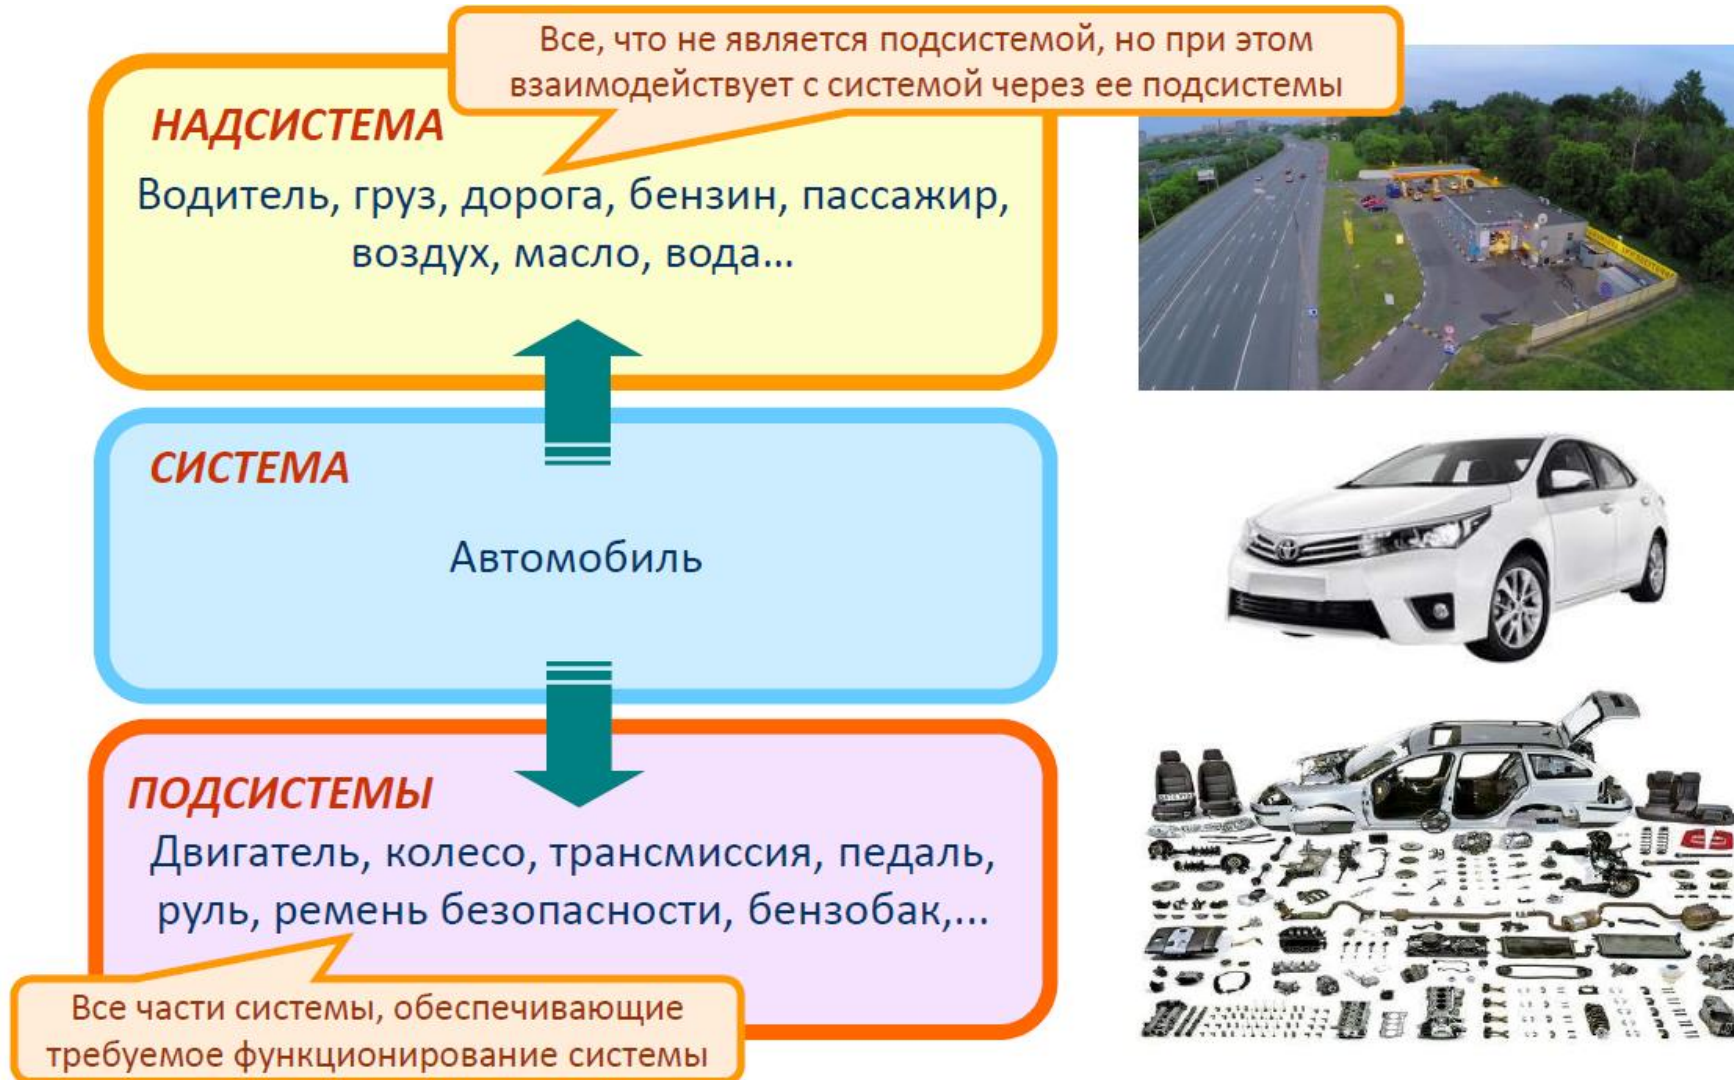 Все, что не является подсистемой, но при этом
взаимодействует с системой через ее подсистемы
НАДСИСТЕМА
Водитель, груз, дорога, бензин, пассажир,
воздух, масло, вода...
СИСТЕМА
Автомобиль
ПОДСИСТЕМЫ
Двигатель, колесо, трансмиссия, педаль,
руль, ремень безопасности, бензобак,...
Все части системы, обеспечивающие
требуемое функционирование системы